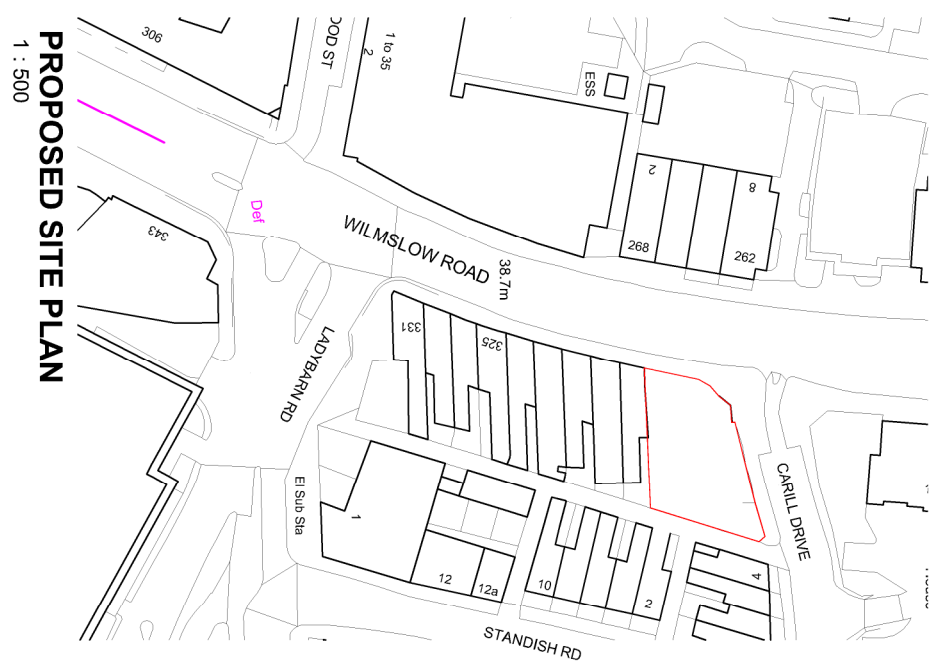 PROPOSED SITE PLAN
1 : 500
306
OOD ST
1 to 35
2
ESS
2
8
268
262
Def
WILMSLOW ROAD
38.7m
343
LADYBARN RD
331
325
CARILL DRIVE
El Sub Sta
1
12
12a
10
2
4
STANDISH RD